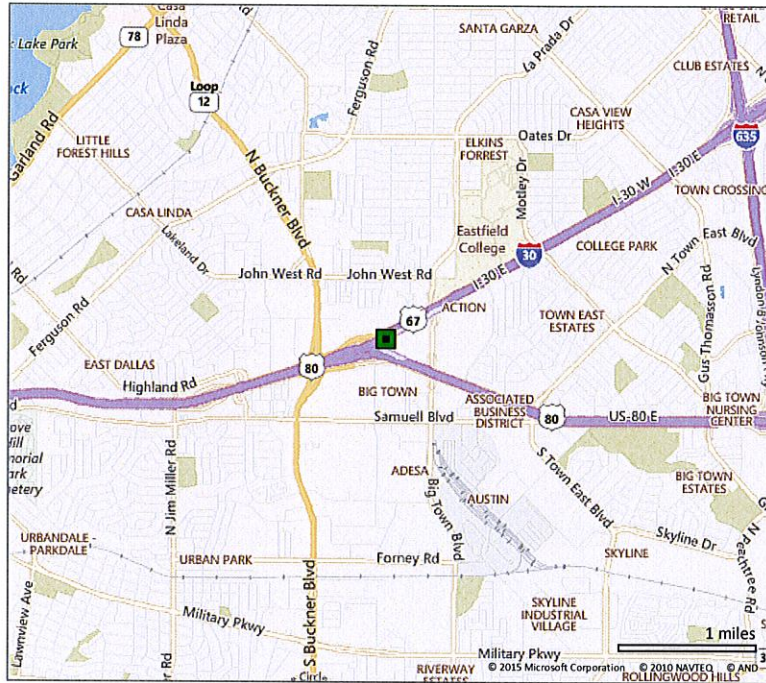 Casa
Linda
Plaza
Lake Park
78
Loop
12
Garland Rd
LITTLE
FOREST HILLS
CASA LINDA
Lakeland Dr
N Buckner Blvd
Ferguson Rd
SANTA GARZA
La Prada Dr
RETAIL
CLUB ESTATES
CASA VIEW
HEIGHTS
ELKINS
FORREST
Oates Dr
635
Motley Dr
I-30 W
I-30 E
TOWN CROSSING
Eastfield
College
30
COLLEGE PARK
N Town East Blvd
John West Rd
John West Rd
I-30 E
Gus-Thomasson Rd
Lyndon B Johnson
ACTION
67
TOWN EAST
ESTATES
Ferguson Rd
EAST DALLAS
Highland Rd
80
BIG TOWN
ASSOCIATED
BUSINESS
DISTRICT
80
US-80 E
BIG TOWN
NURSING
CENTER
Samuell Blvd
N Jim Miller Rd
ADESA
AUSTIN
Big Town Blvd
S Town East Blvd
BIG TOWN
ESTATES
Skyline Dr
SKYLINE
N Peachtree Rd
URBANDALE -
PARKDALE
URBAN PARK
Forney Rd
S Buckner Blvd
Lawnview Ave
Military Pkwy
SKYLINE
INDUSTRIAL
VILLAGE
1 miles
Military Pkwy
© 2015 Microsoft Corporation © 2010 NAVTEQ © AND
RIVERWAY
ESTATES
ROLLINGWOOD HILLS
Circle